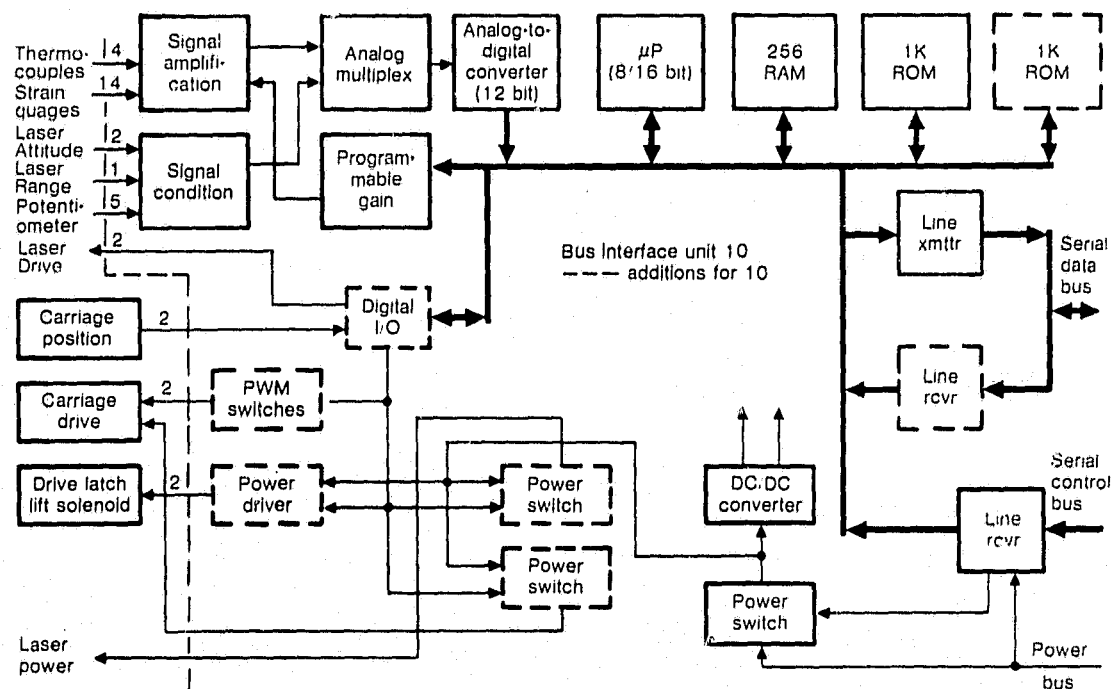 Thermo-
couples
14
Strain
quages
14
Laser
Attitude
2
Laser
Range
1
Potenti-
ometer
5
Laser
Drive
2
Signal
amplifi-
cation
Analog
multiplex
Analog-to-
digital
converter
(12 bit)
µP
(8/16 bit)
256
RAM
1K
ROM
1K
ROM
Signal
condition
Program-
mable
gain
Line
xmttr
Serial
data
bus
Bus Interface unit 10
---- additions for 10
Digital
I/O
Carriage
position
2
Line
rcvr
PWM
switches
2
Carriage
drive
Drive latch
lift solenoid
2
Power
driver
Power
switch
DC/DC
converter
Serial
control
bus
Line
rcvr
Power
switch
Power
switch
Laser
power
Power
bus